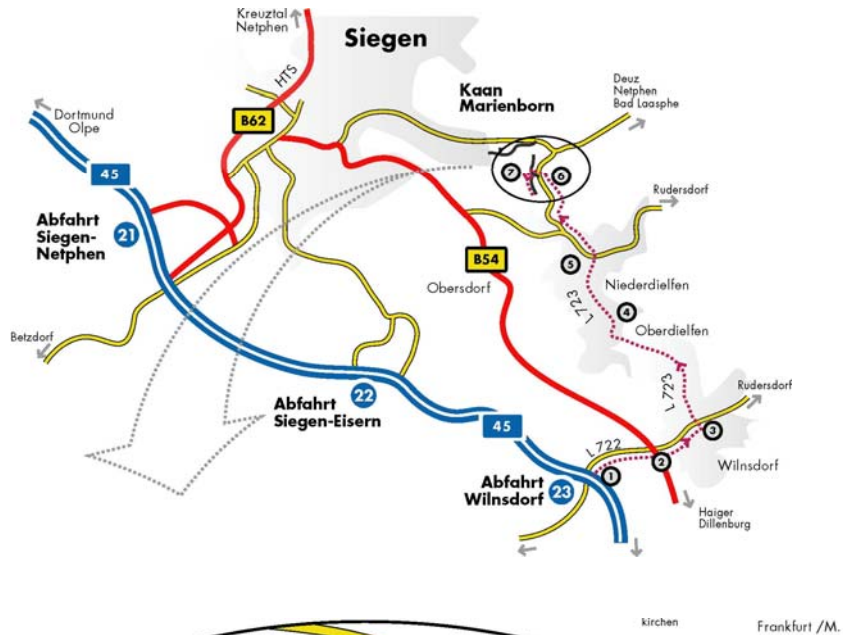 Kreuztal
Netphen
Siegen
HTS
Kaan
Marienborn
Deuz
Netphen
Bad Laasphe
Dortmund
Olpe
B62
45
7
6
Rudersdorf
Abfahrt
Siegen-
Netphen
21
B54
5
Obersdorf
L723
Niederdielfen
4
Oberdielfen
Betzdorf
22
Abfahrt
Siegen-Eisern
L 723
Rudersdorf
45
3
L 722
2
Wilnsdorf
1
Abfahrt
Wilnsdorf
23
Haiger
Dillenburg
kirchen
Frankfurt /M.